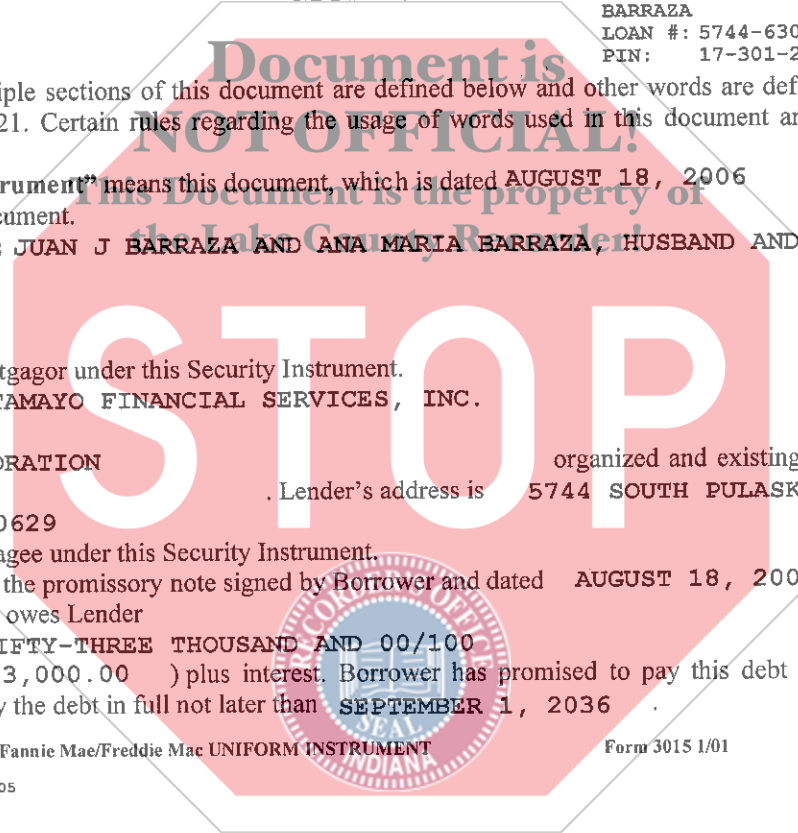 BARRAZA
LOAN #: 5744-630
PIN: 17-301-2
Document is
iple sections of this document are defined below and other words are defi
NOT OFFICIAL!
21. Certain rules regarding the usage of words used in this document ar
rument” means this document, which is dated AUGUST 18, 2006
This Document is the property of
cument.
the Lake County Recorder!
JUAN J BARRAZA AND ANA MARIA BARRAZA, HUSBAND AND
STOP
tgagor under this Security Instrument.
TAMAYO FINANCIAL SERVICES, INC.
ORATION organized and existing
. Lender's address is 5744 SOUTH PULASK
0629
agee under this Security Instrument.
the promissory note signed by Borrower and dated AUGUST 18, 200
owes Lender
IFTY-THREE THOUSAND AND 00/100
3,000.00 ) plus interest. Borrower has promised to pay this debt
y the debt in full not later than SEPTEMBER 1, 2036 .
RECORDER'S OFFICE
SEAL
INDIANA
Fannie Mae/Freddie Mac UNIFORM INSTRUMENT Form 3015 1/01
05